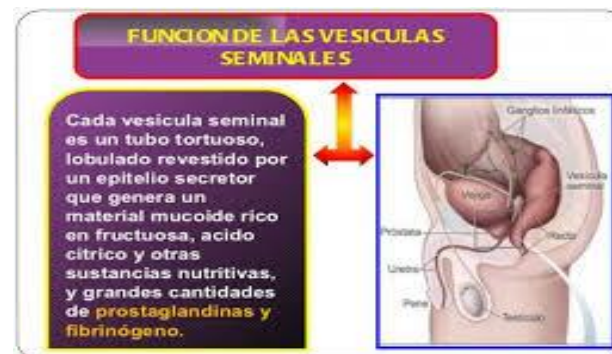 FUNCION DE LAS VESICULAS
SEMINALES
Cada vesicula seminal
es un tubo tortuoso,
lobulado revestido por
un epitelio secretor
que genera un
material mucoide rico
en fructuosa, acido
citrico y otras
sustancias nutritivas,
y grandes cantidades
de prostaglandinas y
fibrinógeno.
Ganglios linfáticos
Vesícula
seminal
Vejiga
Próstata
Recto
Uretra
Pene
Testículo